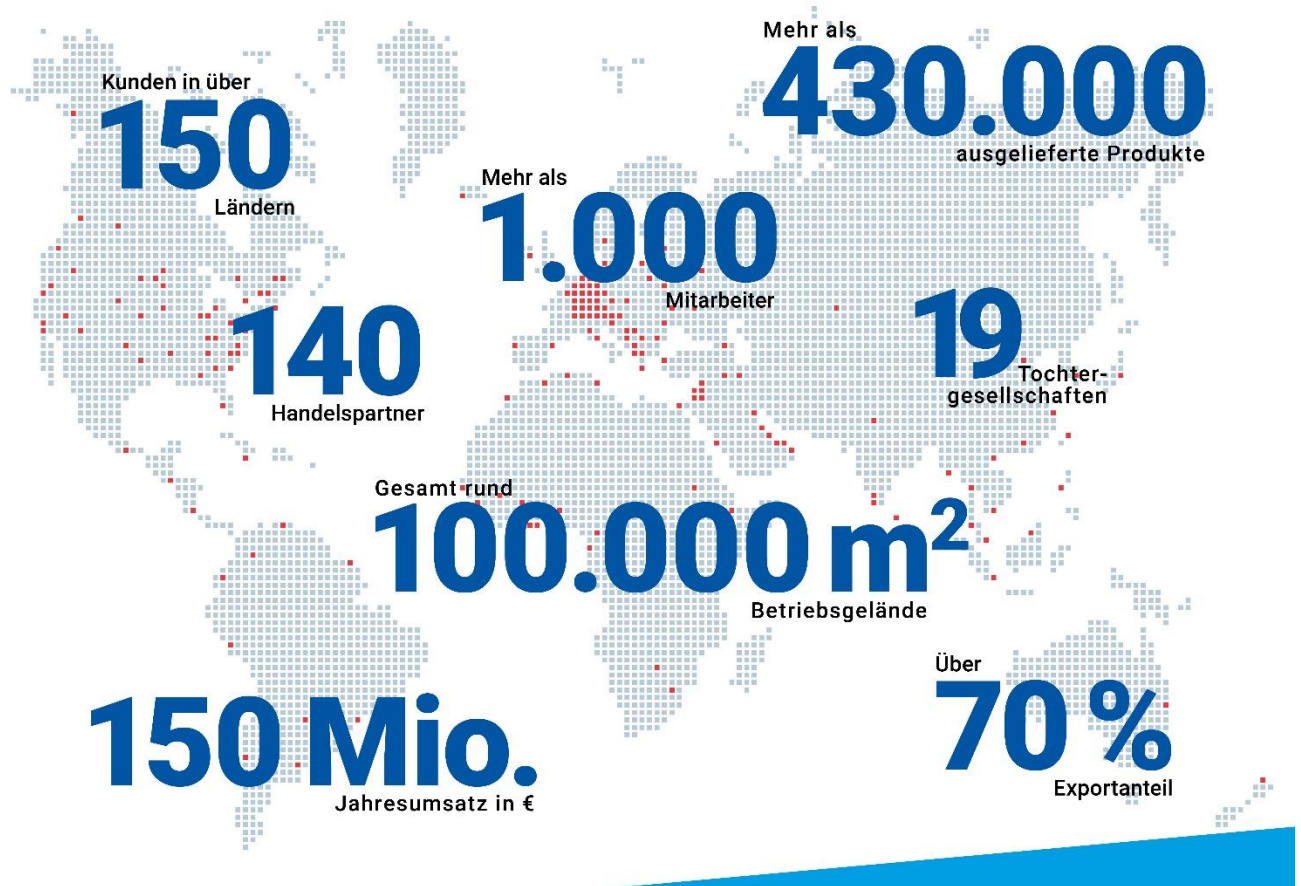 Mehr als
430.000
ausgelieferte Produkte
Kunden in über
150
Ländern
Mehr als
1.000
Mitarbeiter
19
Tochter-
gesellschaften
140
Handelspartner
Gesamt rund
100.000 m²
Betriebsgelände
150 Mio.
Jahresumsatz in €
Über
70 %
Exportanteil